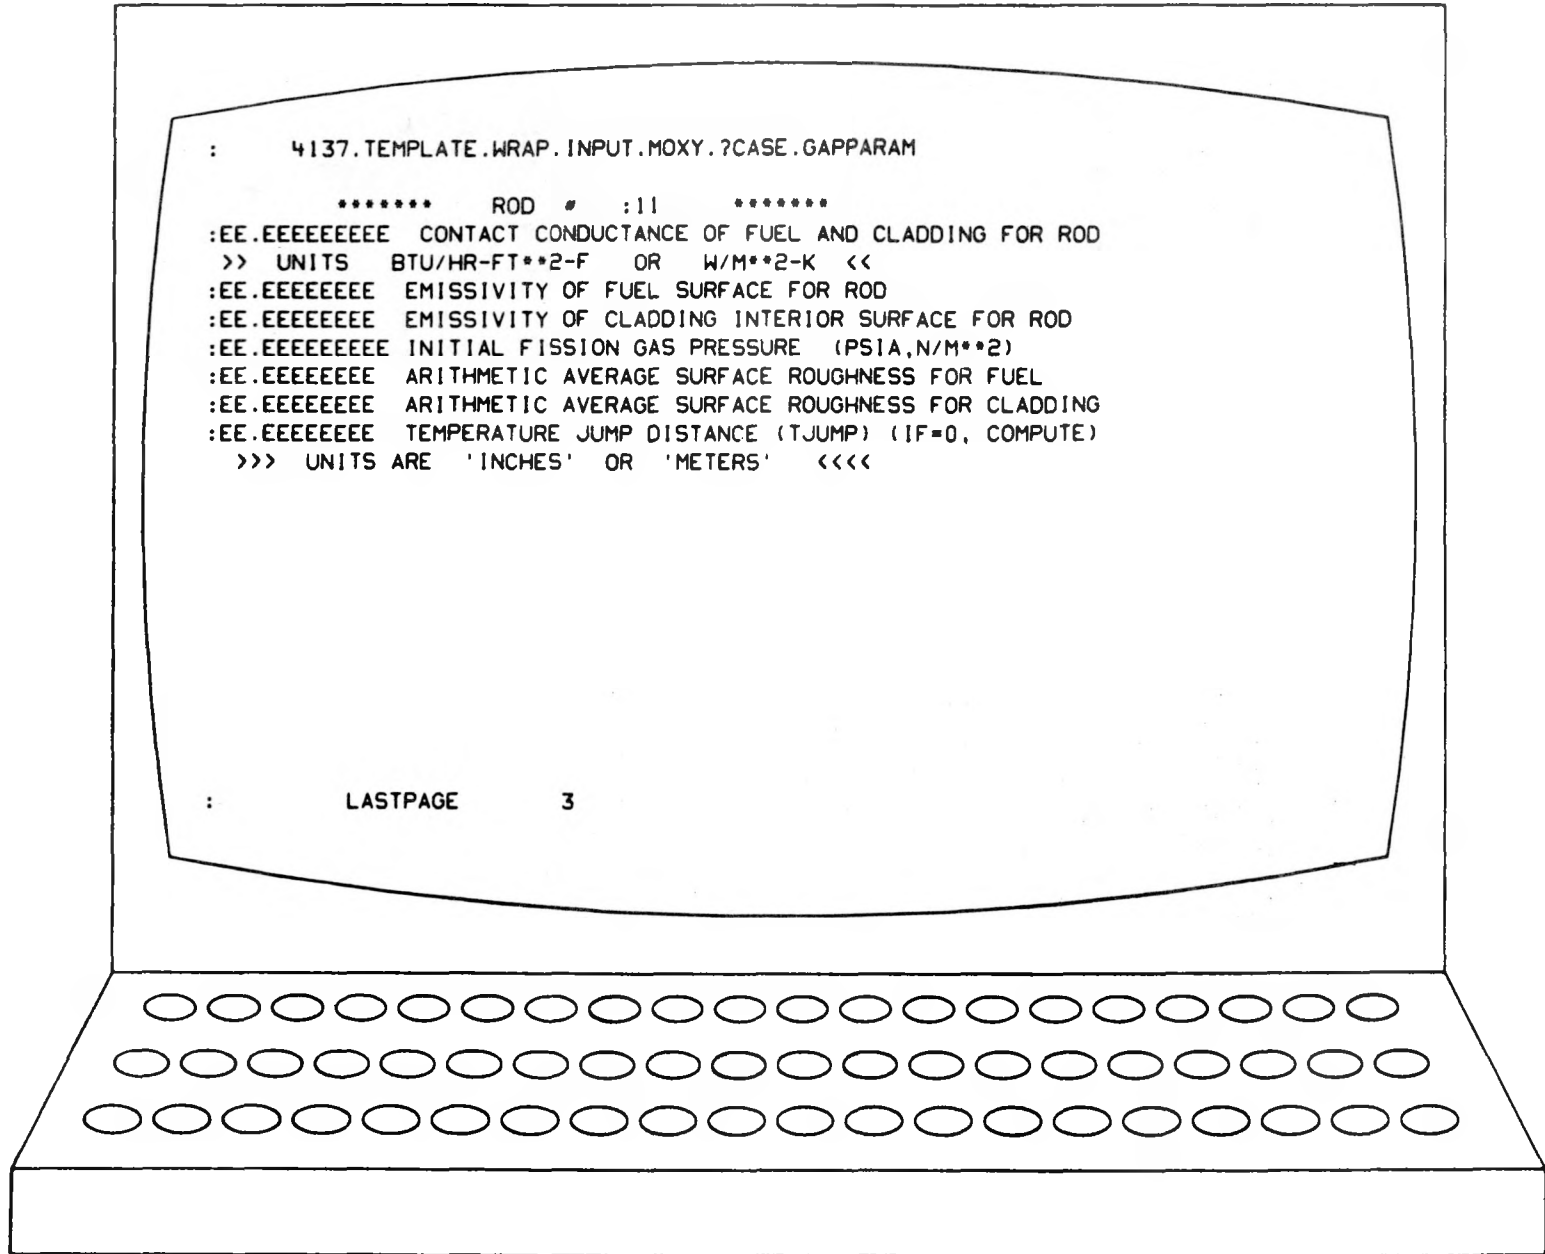 : 4137.TEMPLATE.WRAP.INPUT.MOXY.?CASE.GAPPARAM
******* ROD # :11 *******
:EE.EEEEEEEEE CONTACT CONDUCTANCE OF FUEL AND CLADDING FOR ROD
>> UNITS BTU/HR-FT**2-F OR W/M**2-K <<
:EE.EEEEEEEE EMISSIVITY OF FUEL SURFACE FOR ROD
:EE.EEEEEEEE EMISSIVITY OF CLADDING INTERIOR SURFACE FOR ROD
:EE.EEEEEEEEE INITIAL FISSION GAS PRESSURE (PSIA,N/M**2)
:EE.EEEEEEEE ARITHMETIC AVERAGE SURFACE ROUGHNESS FOR FUEL
:EE.EEEEEEEE ARITHMETIC AVERAGE SURFACE ROUGHNESS FOR CLADDING
:EE.EEEEEEEE TEMPERATURE JUMP DISTANCE (TJUMP) (IF=0, COMPUTE)
>>> UNITS ARE 'INCHES' OR 'METERS' <<<<
: LASTPAGE 3